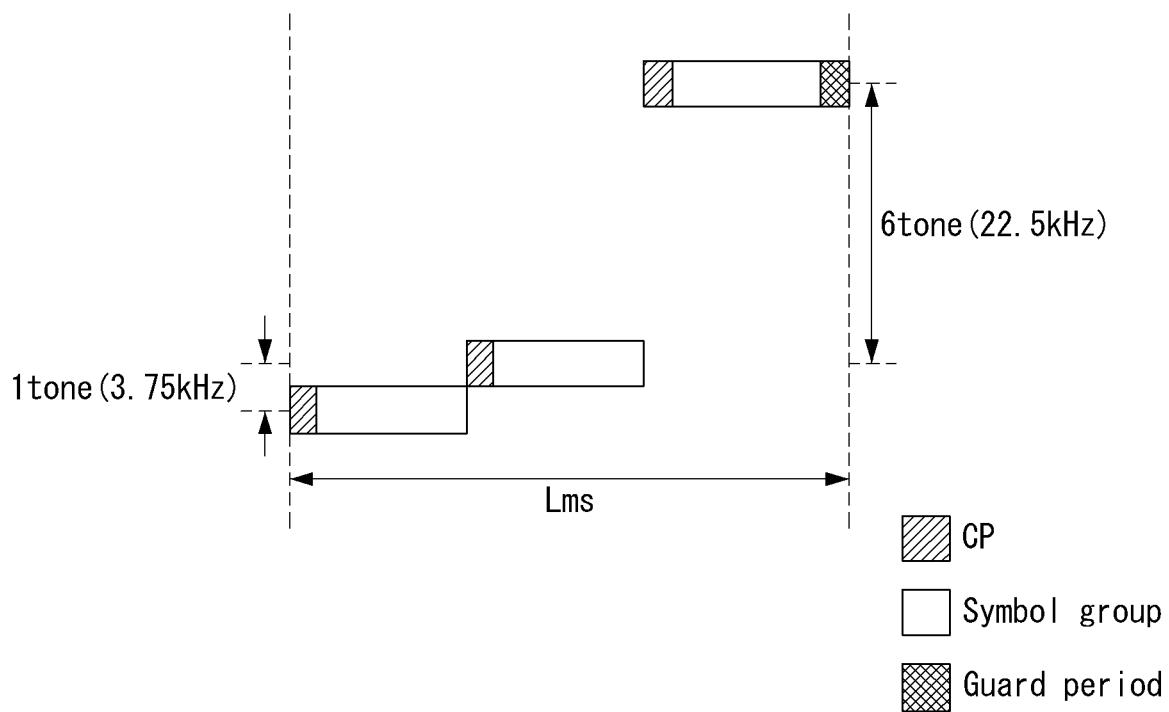 6tone(22.5kHz)
1tone(3.75kHz)
Lms
CP
Symbol group
Guard period